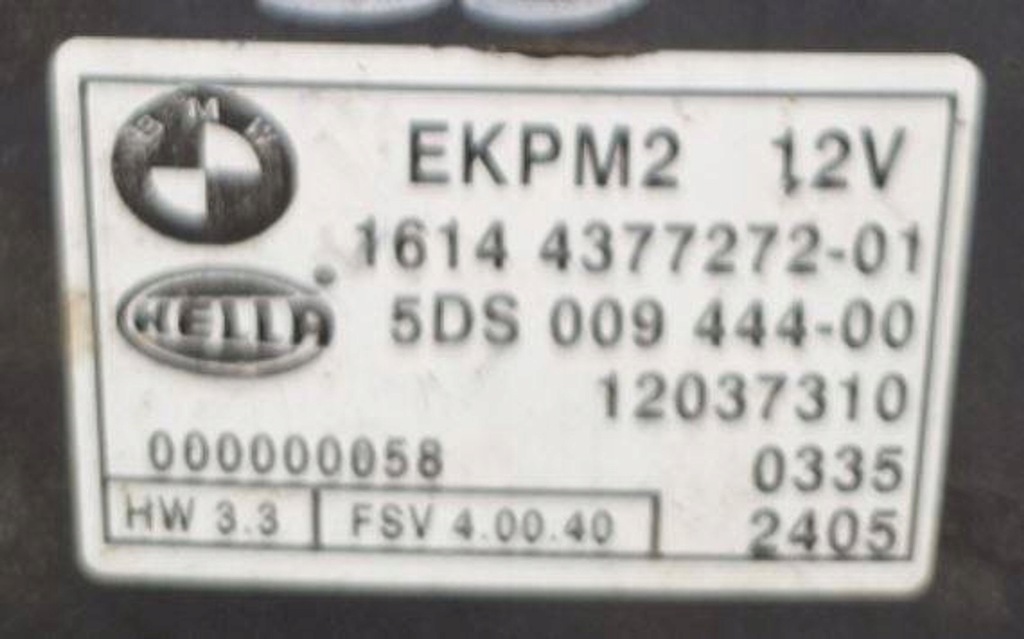 BMW
EKPM2 12V
1614 4377272-01
HELLA
5DS 009 444-00
12037310
000000058
0335
HW 3.3 FSV 4.00.40
2405